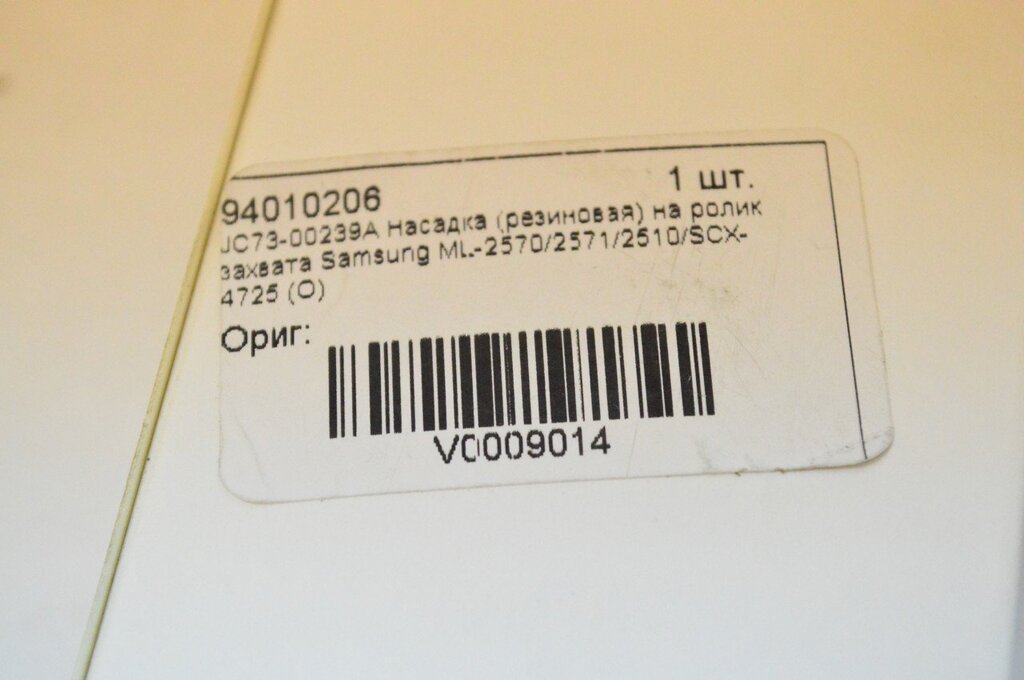 94010206 1 шт.
JC73-00239A Насадка (резиновая) на ролик
захвата Samsung ML-2570/2571/2510/SCX-
4725 (О)
Ориг:
V0009014